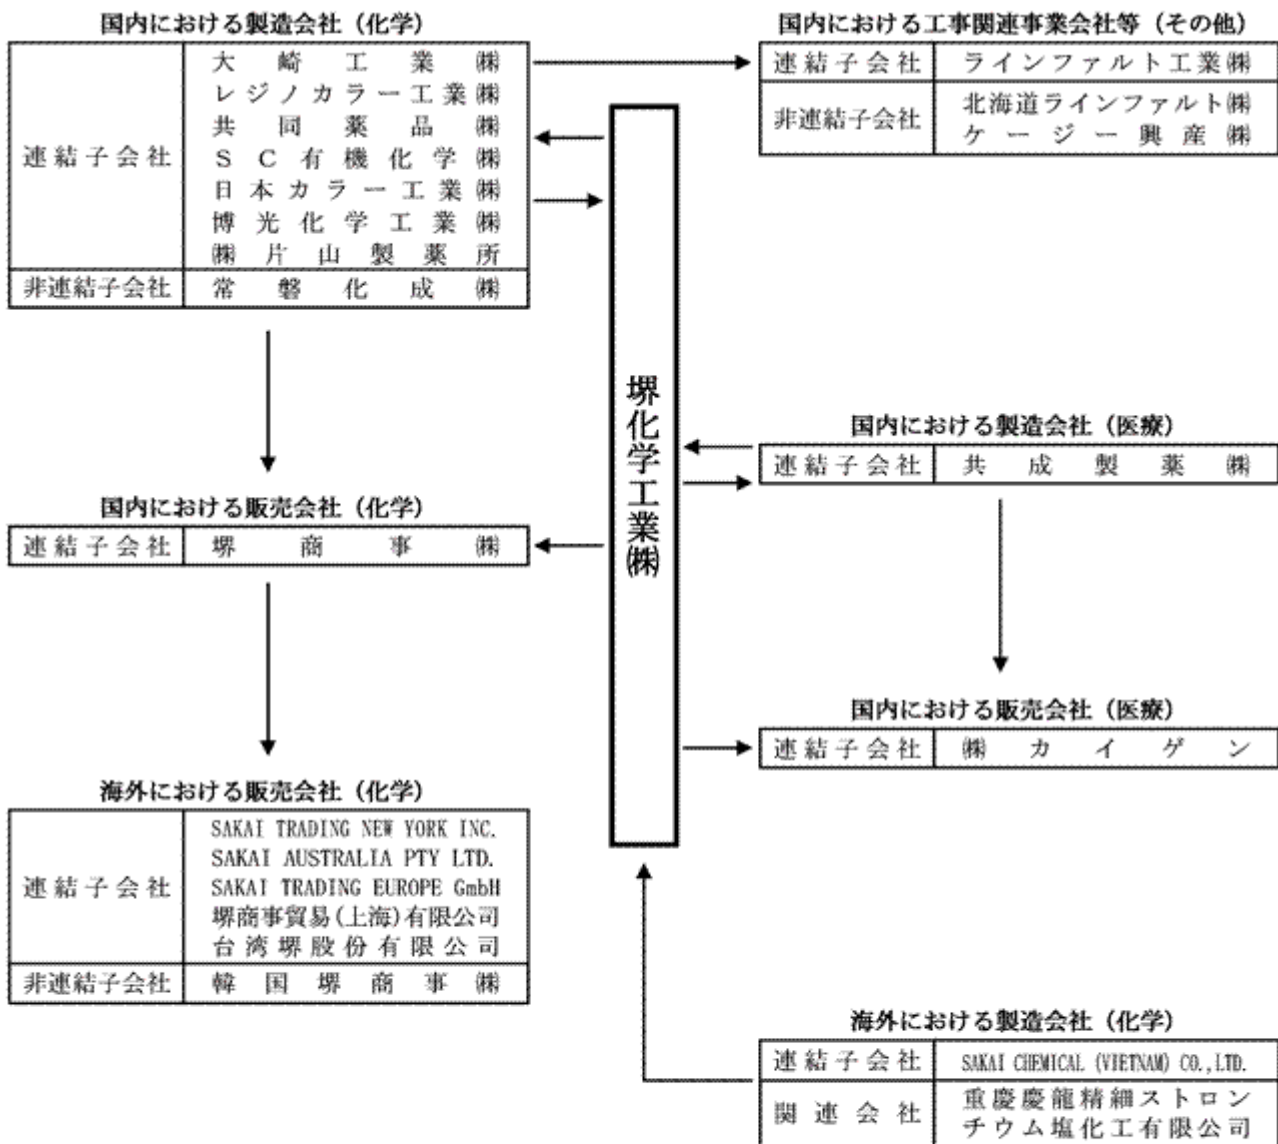 国内における製造会社（化学）
連結子会社
大崎工業㈱
レジノカラー工業㈱
共同薬品㈱
ＳＣ有機化学㈱
日本カラー工業㈱
博光化学工業㈱
㈱片山製薬所
非連結子会社 常磐化成㈱
国内における工事関連事業会社等（その他）
連結子会社 ラインファルト工業㈱
非連結子会社
北海道ラインファルト㈱
ケージー興産㈱
堺化学工業㈱
国内における製造会社（医療）
連結子会社 共成製薬㈱
国内における販売会社（化学）
連結子会社 堺商事㈱
国内における販売会社（医療）
連結子会社 ㈱カイゲン
海外における販売会社（化学）
連結子会社
SAKAI TRADING NEW YORK INC.
SAKAI AUSTRALIA PTY LTD.
SAKAI TRADING EUROPE GmbH
堺商事貿易(上海)有限公司
台湾堺股份有限公司
非連結子会社 韓国堺商事㈱
海外における製造会社（化学）
連結子会社 SAKAI CHEMICAL (VIETNAM) CO.,LTD.
関連会社
重慶慶龍精細ストロン
チウム塩化工有限公司